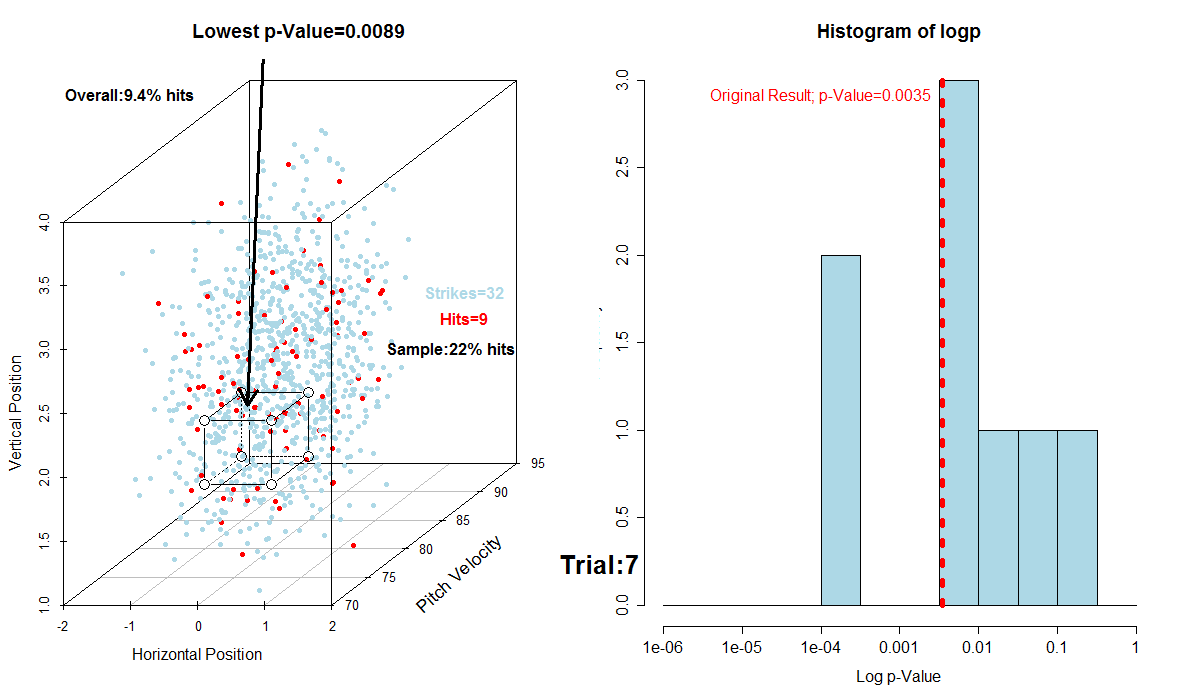 Lowest p-Value=0.0089
Overall:9.4% hits
Strikes=32
Hits=9
Sample:22% hits
Vertical Position
4.0
3.5
3.0
2.5
2.0
1.5
1.0
-2
-1
0
1
2
Horizontal Position
70
75
80
85
90
95
Pitch Velocity
Histogram of logp
Original Result; p-Value=0.0035
3.0
2.5
2.0
1.5
1.0
0.5
0.0
Trial:7
1e-06
1e-05
1e-04
0.001
0.01
0.1
1
Log p-Value